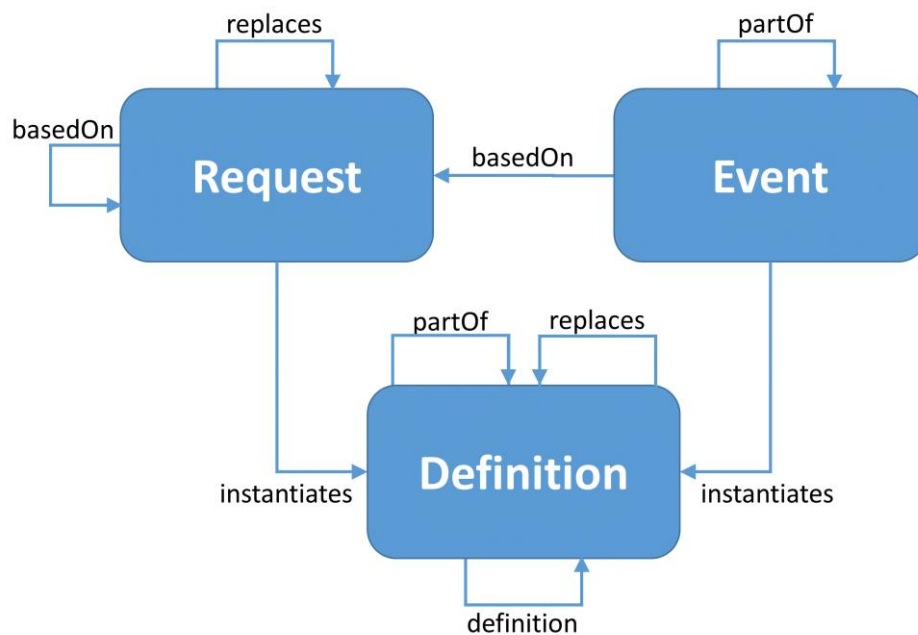 replaces
partOf
basedOn
Request
basedOn
Event
partOf
replaces
Definition
instantiates
instantiates
definition